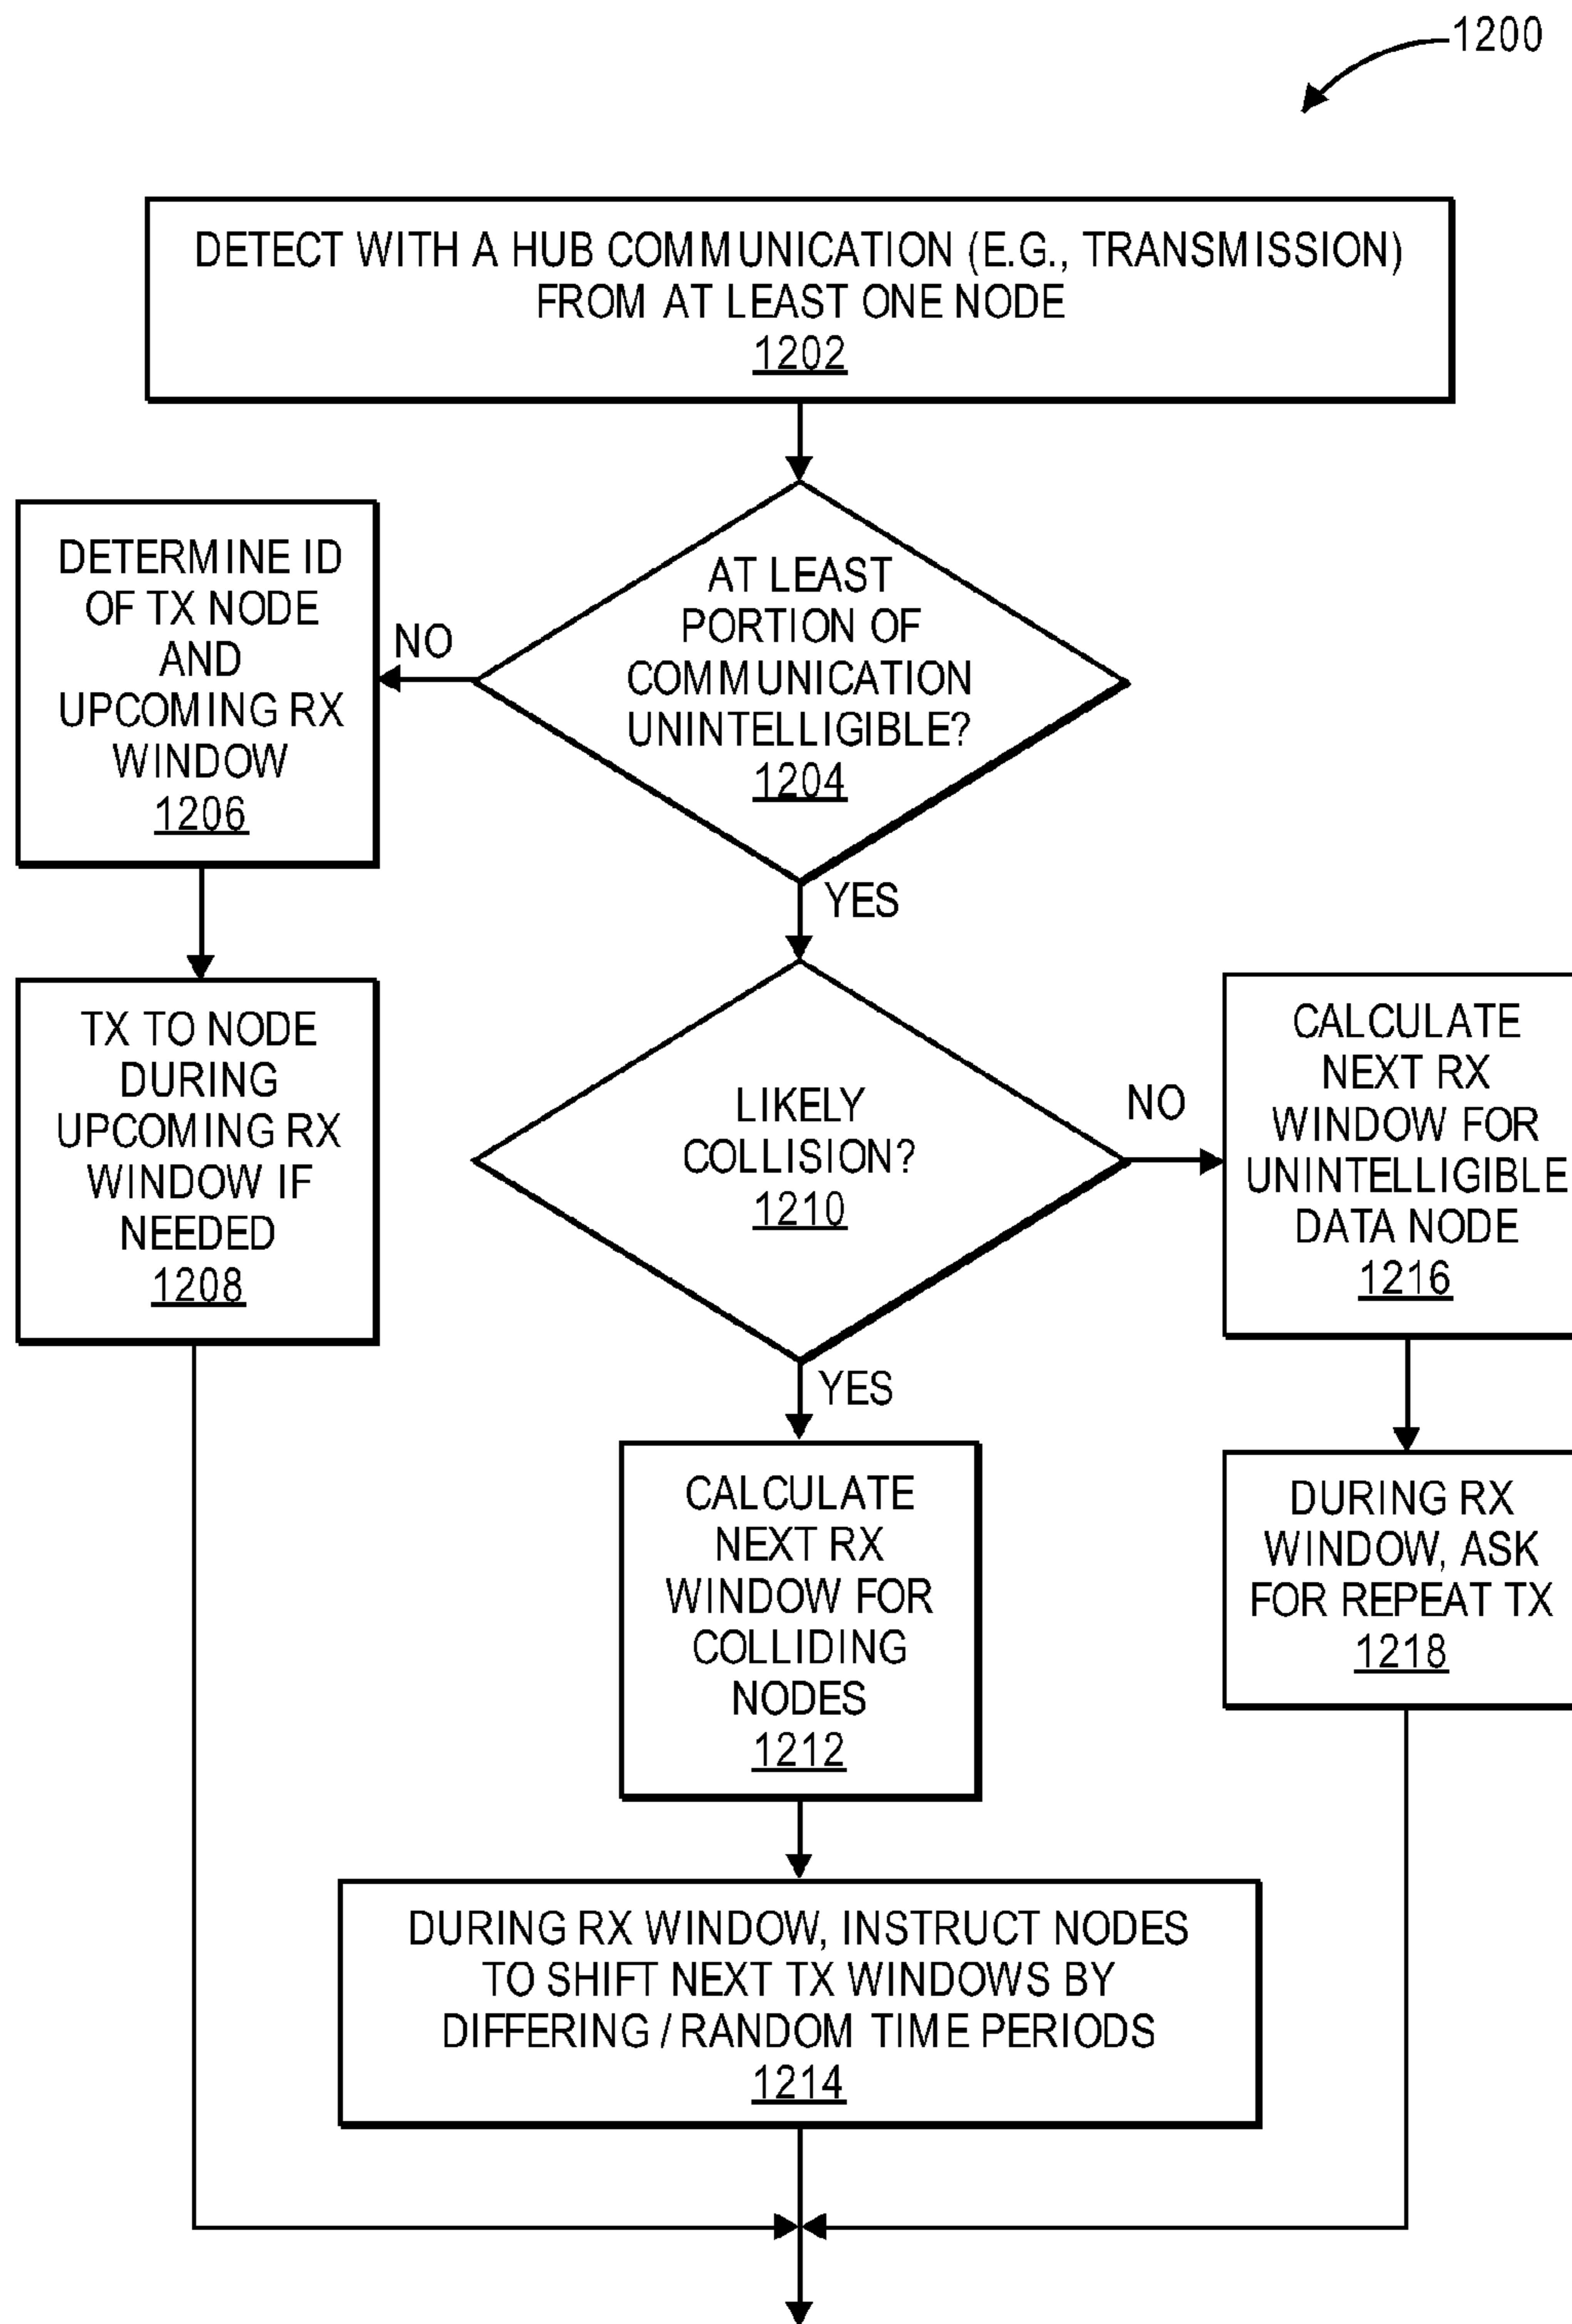 1200
DETECT WITH A HUB COMMUNICATION (E.G., TRANSMISSION)
FROM AT LEAST ONE NODE
1202
AT LEAST
PORTION OF
COMMUNICATION
UNINTELLIGIBLE?
1204
NO
DETERMINE ID
OF TX NODE
AND
UPCOMING RX
WINDOW
1206
TX TO NODE
DURING
UPCOMING RX
WINDOW IF
NEEDED
1208
YES
LIKELY
COLLISION?
1210
NO
CALCULATE
NEXT RX
WINDOW FOR
UNINTELLIGIBLE
DATA NODE
1216
DURING RX
WINDOW, ASK
FOR REPEAT TX
1218
YES
CALCULATE
NEXT RX
WINDOW FOR
COLLIDING
NODES
1212
DURING RX WINDOW, INSTRUCT NODES
TO SHIFT NEXT TX WINDOWS BY
DIFFERING / RANDOM TIME PERIODS
1214